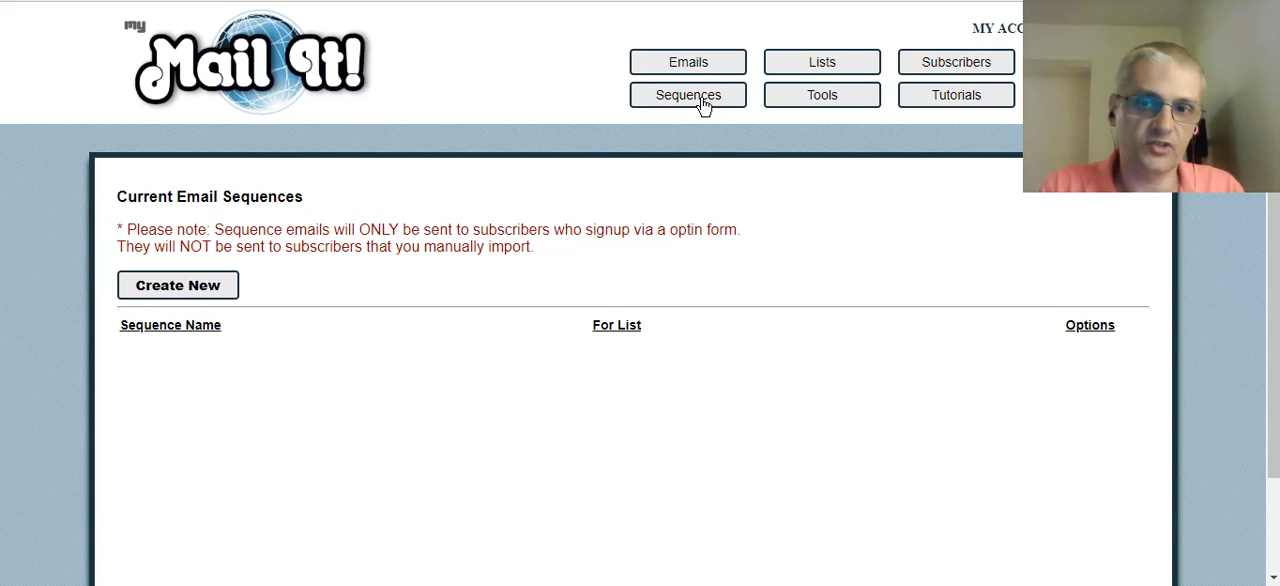 my
Mail It!
MY ACC
Emails
Lists
Subscribers
Sequences
Tools
Tutorials
Current Email Sequences
* Please note: Sequence emails will ONLY be sent to subscribers who signup via a optin form.
They will NOT be sent to subscribers that you manually import.
Create New
Sequence Name
For List
Options